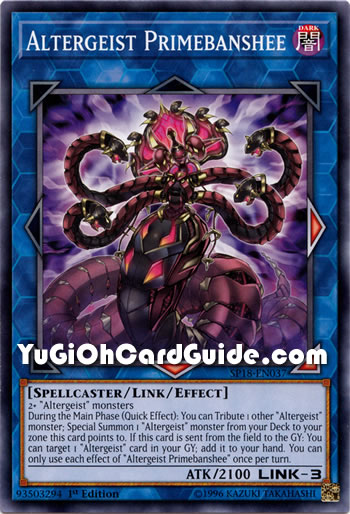 ALTERGEIST PRIMEBANSHEE
DARK
闇
YuGiOhCardGuide.com
SP18-EN037
[SPELLCASTER/LINK/EFFECT]
2+ "Altergeist" monsters
During the Main Phase (Quick Effect): You can Tribute 1 other "Altergeist"
monster; Special Summon 1 "Altergeist" monster from your Deck to your
zone this card points to. If this card is sent from the field to the GY: You
can target 1 "Altergeist" card in your GY; add it to your hand. You can
only use each effect of "Altergeist Primebanshee" once per turn.
ATK/2100 LINK-3
93503294 1st Edition ©1996 KAZUKI TAKAHASHI